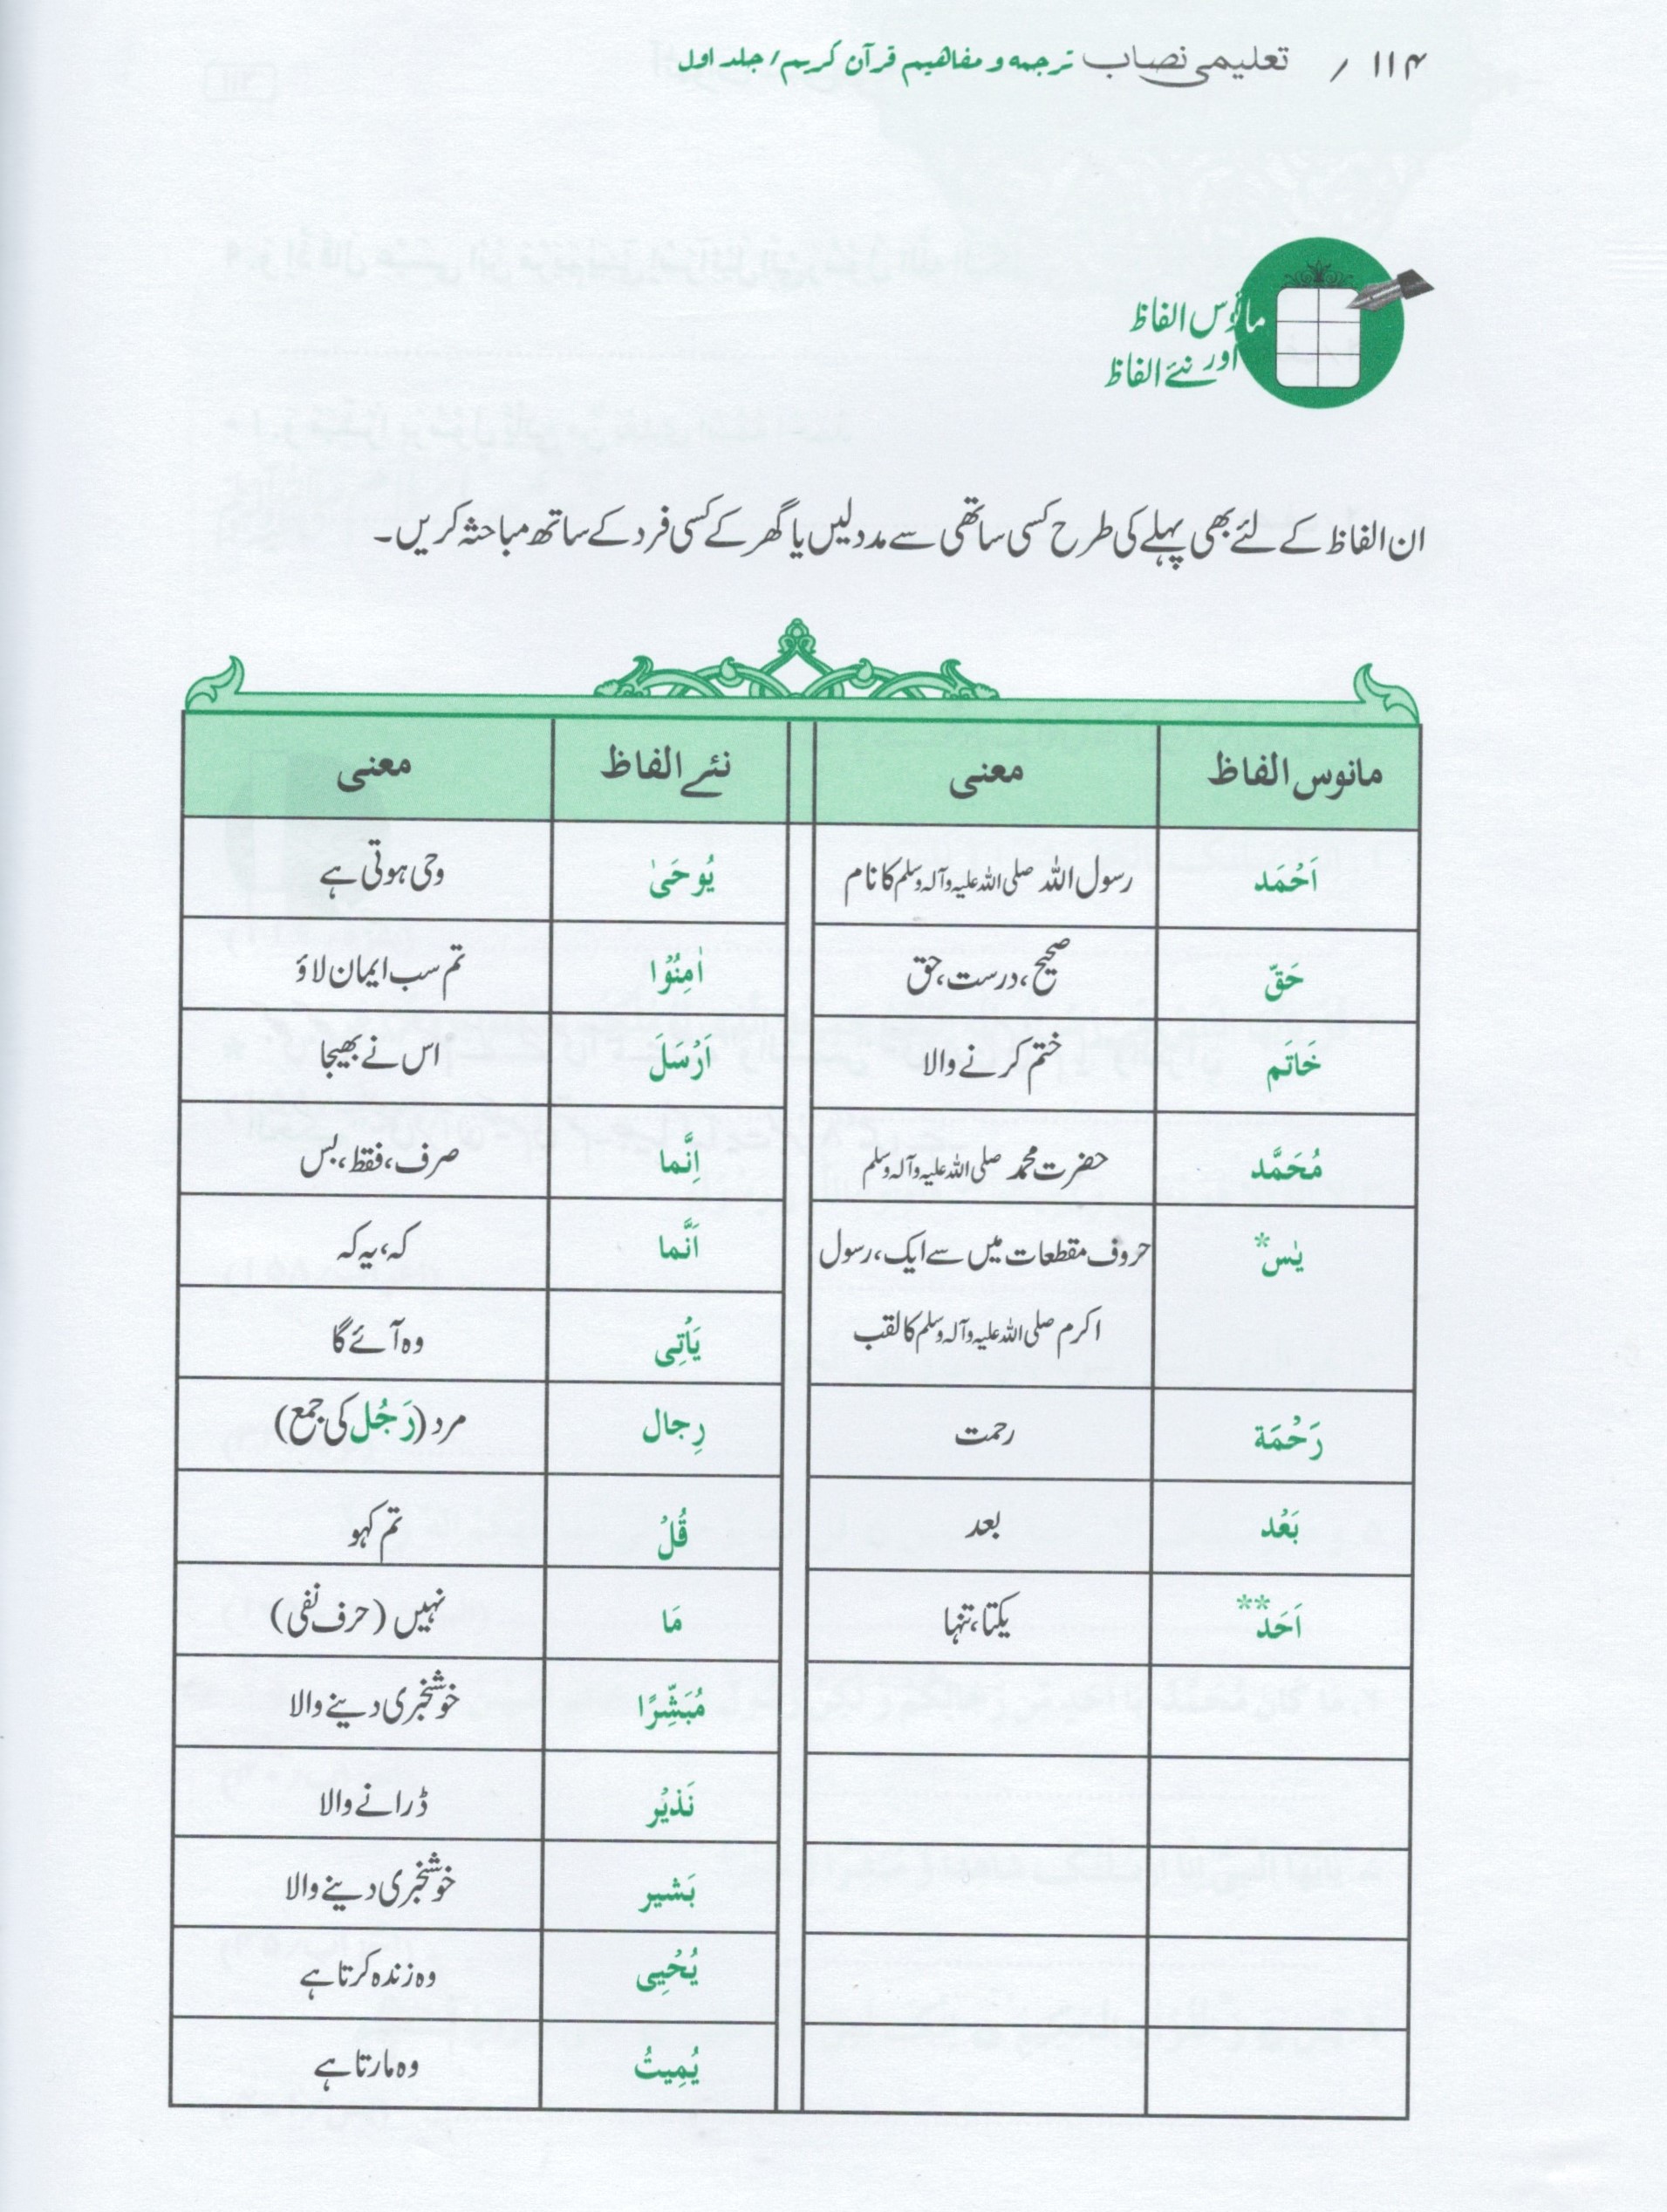 ۱۱۴ / تعلیمی نصاب ترجمہ و مفاهیم قرآن کریم/ جلد اول
مانوس الفاظ
اور نئے الفاظ
ان الفاظ کے لئے بھی پہلے کی طرح کسی ساتھی سے مدد لیں یا گھر کے کسی فرد کے ساتھ مباحثہ کریں۔
مانوس الفاظ معنی نئے الفاظ معنی
اَحْمَد رسول اللہ صلی اللہ علیہ وآلہ وسلم کا نام یُوحَیٰ وحی ہوتی ہے
حَقّ صحیح، درست، حق اٰمِنُوْا تم سب ایمان لاؤ
خَاتَم ختم کرنے والا اَرْسَلَ اس نے بھیجا
مُحَمَّد حضرت محمد صلی اللہ علیہ وآلہ وسلم اِنَّما صرف، فقط، بس
یٰس* حروف مقطعات میں سے ایک، رسول اَنَّما کہ، یہ کہ
اکرم صلی اللہ علیہ وآلہ وسلم کا لقب یَأْتِی وہ آئے گا
رَحْمَة رحمت رِجال مرد (رَجُل کی جمع)
بَعْد بعد قُلْ تم کہو
اَحَد** یکتا، تنہا مَا نہیں (حرف نفی)
مُبَشِّرًا خوشخبری دینے والا
نَذیْر ڈرانے والا
بَشیر خوشخبری دینے والا
یُحْیِی وہ زندہ کرتا ہے
یُمِیتُ وہ مارتا ہے